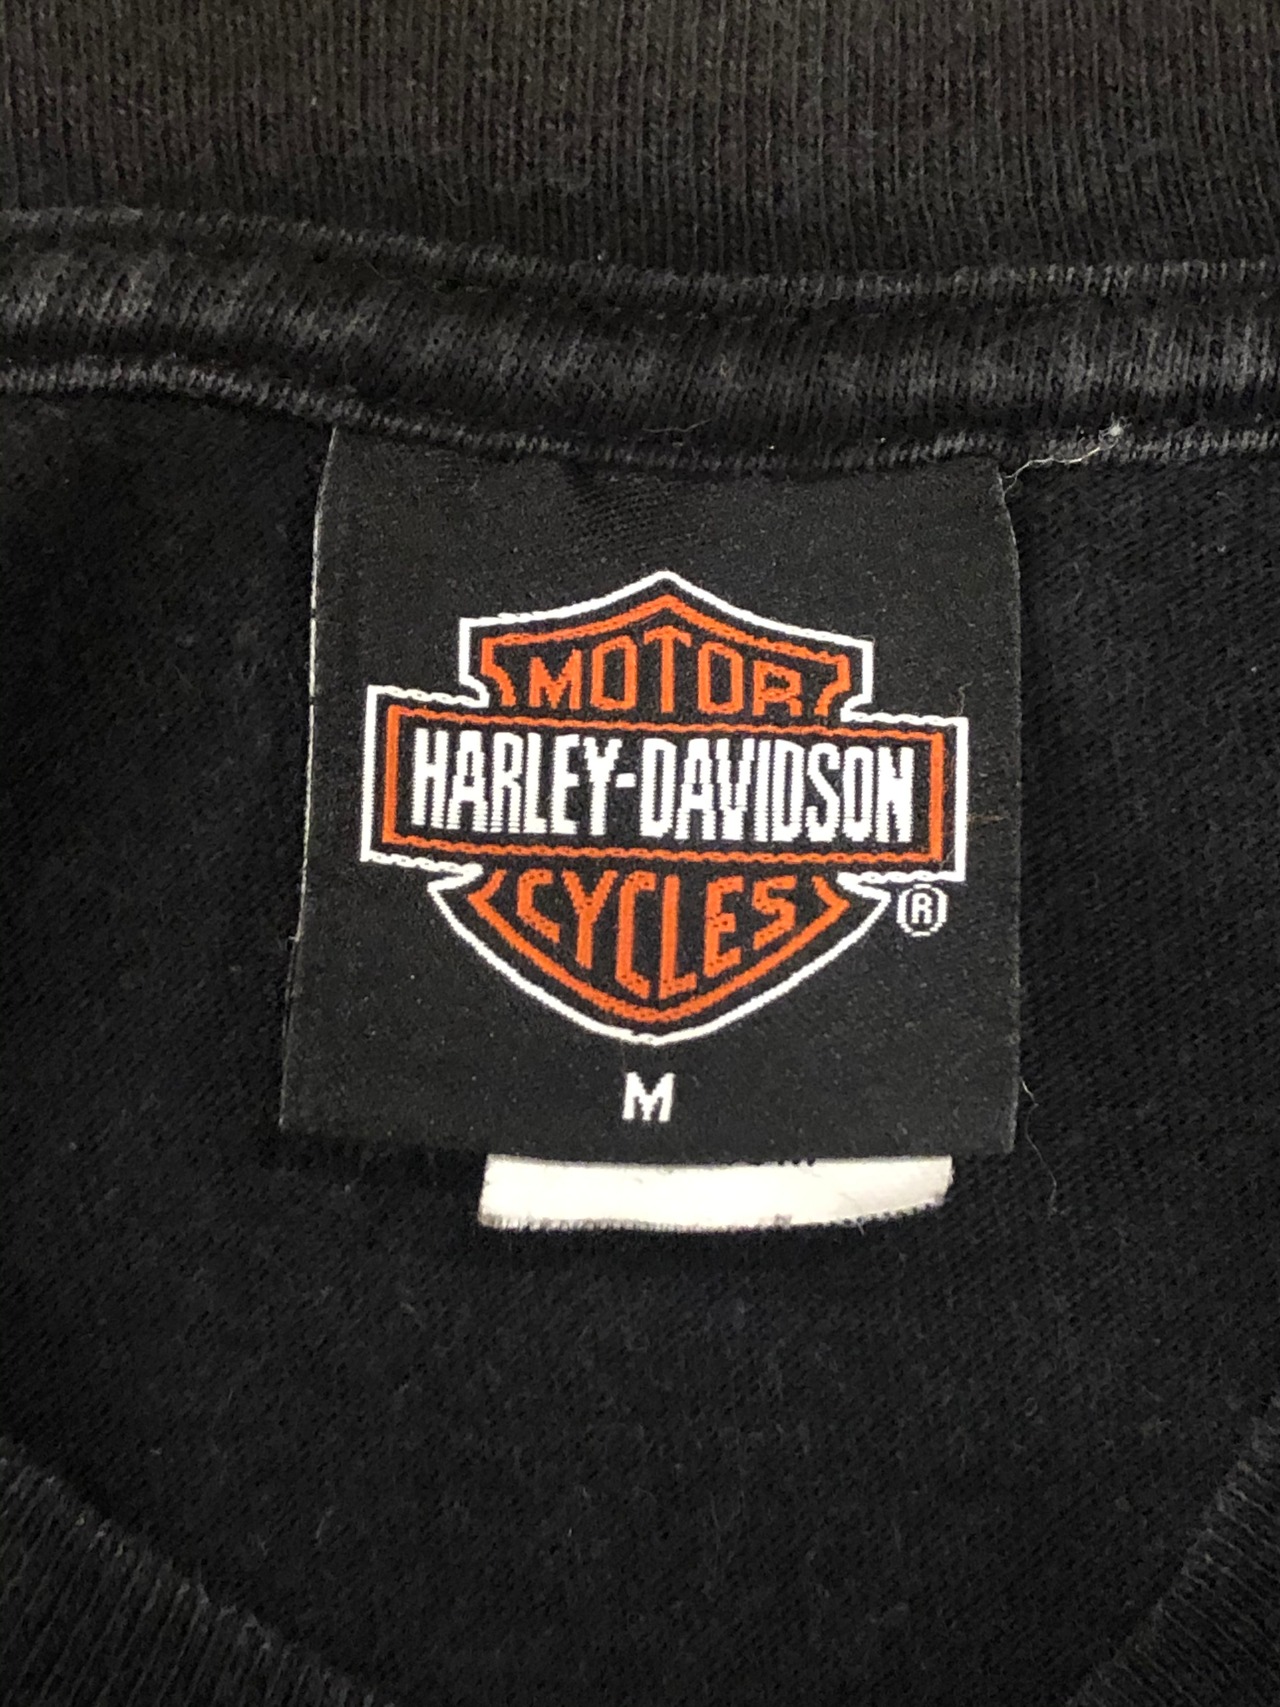 MOTOR
HARLEY-DAVIDSON
CYCLES
®
M